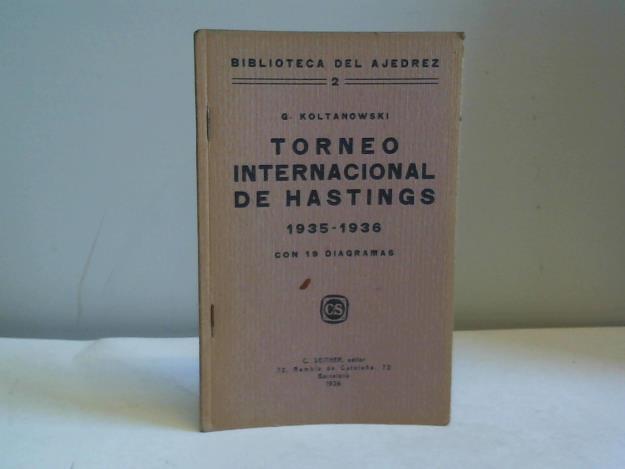 BIBLIOTECA DEL AJEDREZ
2
G. KOLTANOWSKI
TORNEO
INTERNACIONAL
DE HASTINGS
1935-1936
CON 19 DIAGRAMAS
CS
C. SEITHER, editor
72, Rambla de Cataluña, 72
Barcelona
1936